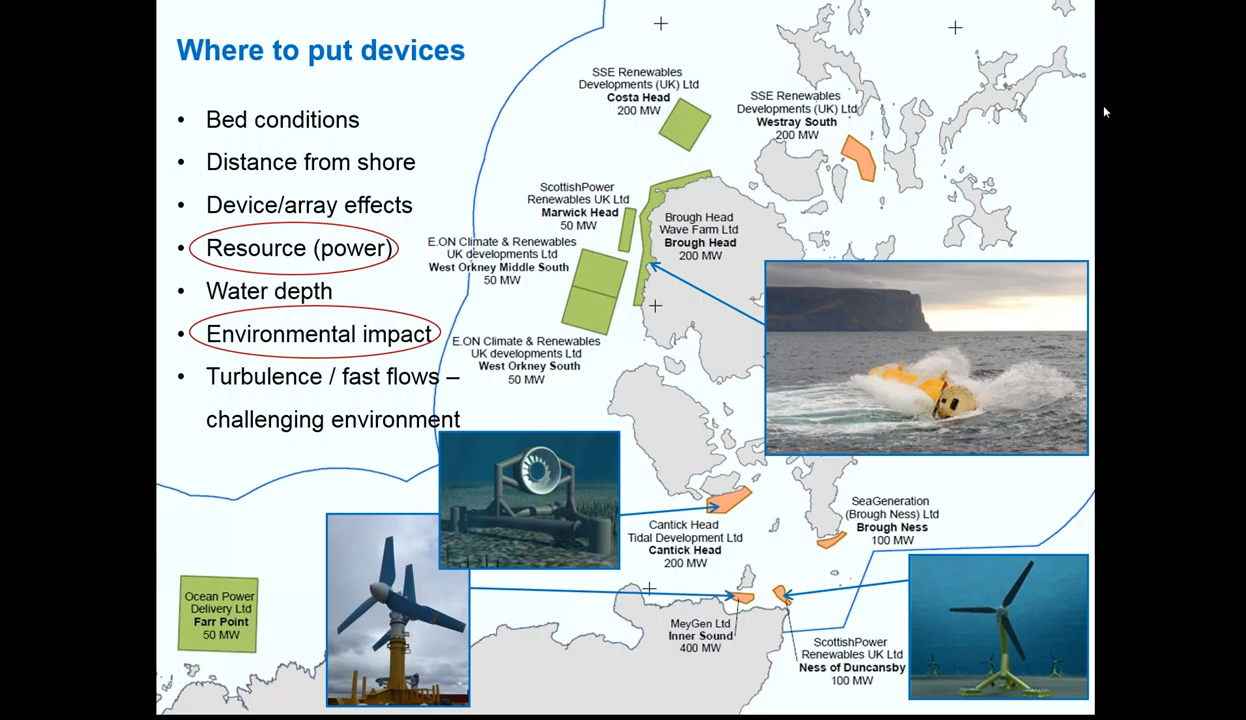 Where to put devices
• Bed conditions
• Distance from shore
• Device/array effects
• Resource (power)
• Water depth
• Environmental impact
• Turbulence / fast flows –
challenging environment
SSE Renewables
Developments (UK) Ltd
Costa Head
200 MW
SSE Renewables
Developments (UK) Ltd
Westray South
200 MW
ScottishPower
Renewables UK Ltd
Marwick Head
50 MW
Brough Head
Wave Farm Ltd
Brough Head
200 MW
E.ON Climate & Renewables
UK developments Ltd
West Orkney Middle South
50 MW
E.ON Climate & Renewables
UK developments Ltd
West Orkney South
50 MW
Cantick Head
Tidal Development Ltd
Cantick Head
200 MW
SeaGeneration
(Brough Ness) Ltd
Brough Ness
100 MW
Ocean Power
Delivery Ltd
Farr Point
50 MW
MeyGen Ltd
Inner Sound
400 MW
ScottishPower
Renewables UK Ltd
Ness of Duncansby
100 MW